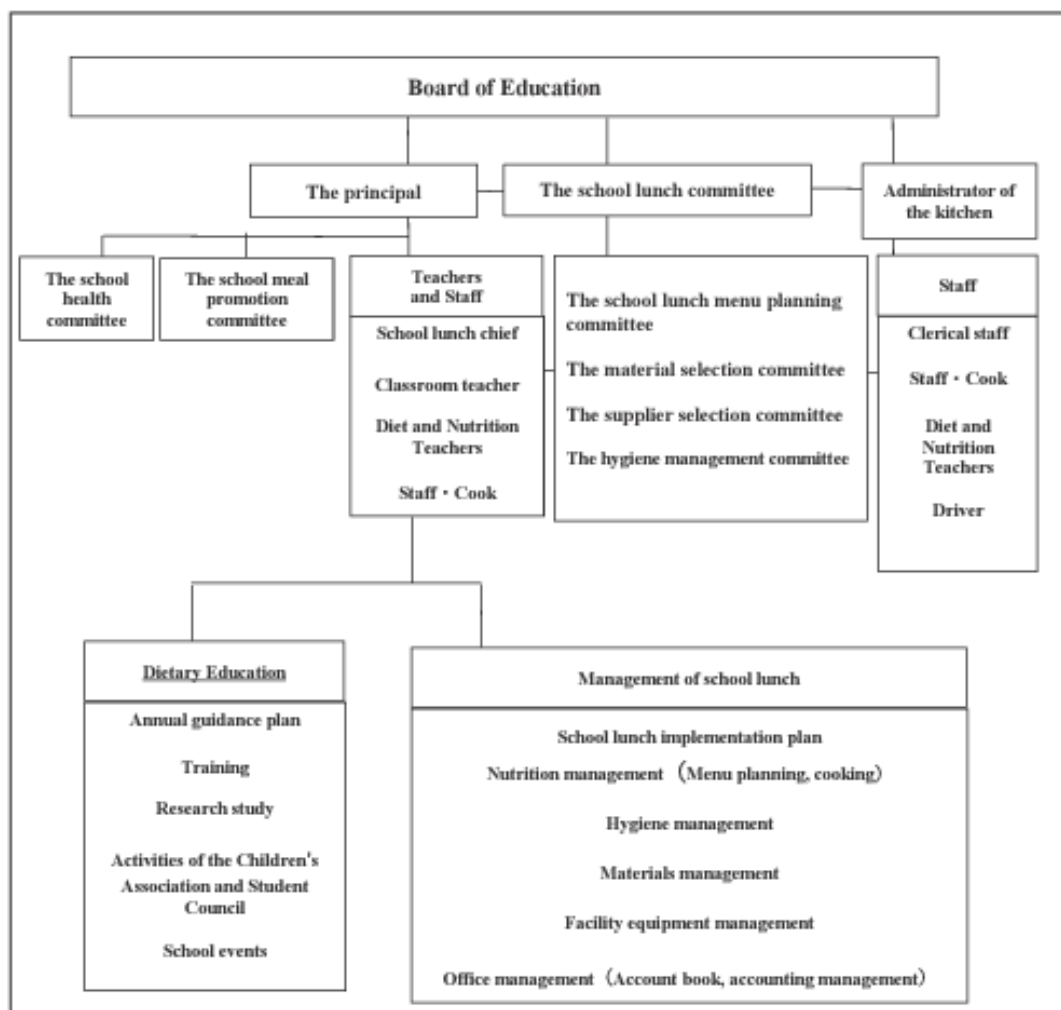 Board of Education
The principal
The school lunch committee
Administrator of
the kitchen
The school
health
committee
The school meal
promotion
committee
Teachers
and Staff
School lunch chief
Classroom teacher
Diet and Nutrition
Teachers
Staff・Cook
The school lunch menu planning
committee
The material selection committee
The supplier selection committee
The hygiene management committee
Staff
Clerical staff
Staff・Cook
Diet and
Nutrition
Teachers
Driver
Dietary Education
Annual guidance plan
Training
Research study
Activities of the Children's
Association and Student
Council
School events
Management of school lunch
School lunch implementation plan
Nutrition management（Menu planning, cooking）
Hygiene management
Materials management
Facility equipment management
Office management（Account book, accounting management）